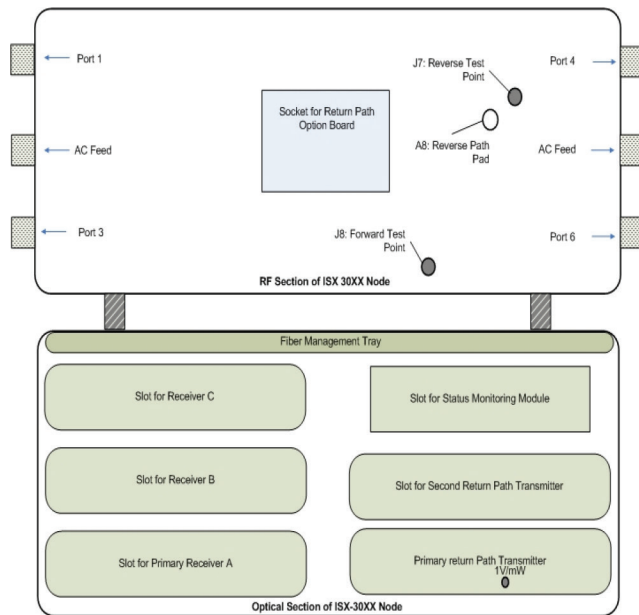 Port 1
Port 4
J7: Reverse Test
Point
Socket for Return Path
Option Board
AC Feed
A8: Reverse Path
Pad
AC Feed
Port 3
J8: Forward Test
Point
Port 6
RF Section of ISX 30XX Node
Fiber Management Tray
Slot for Receiver C
Slot for Status Monitoring Module
Slot for Receiver B
Slot for Second Return Path Transmitter
Slot for Primary Receiver A
Primary return Path Transmitter
1V/mW
Optical Section of ISX-30XX Node